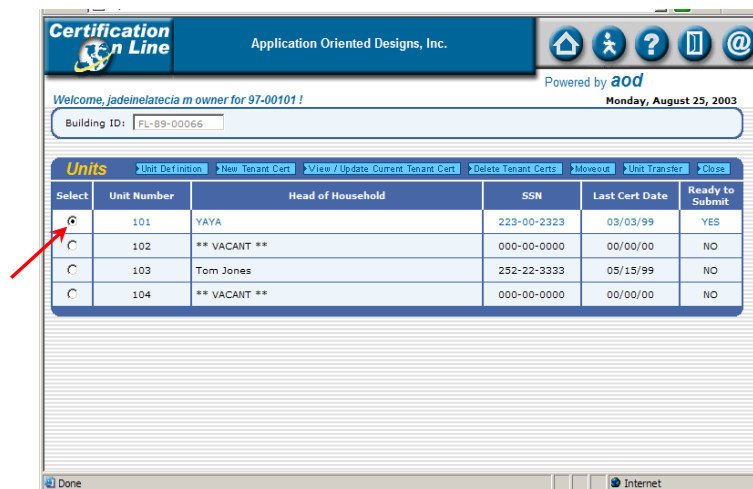 Certification
On Line
Application Oriented Designs, Inc.
? @
Powered by aod
Welcome, jadeinelatecia m owner for 97-00101 !
Monday, August 25, 2003
Building ID: FL-89-00066
Units Unit Definition New Tenant Cert View / Update Current Tenant Cert Delete Tenant Certs Moveout Unit Transfer Close
Select Unit Number Head of Household SSN Last Cert Date Ready to Submit
101 YAYA 223-00-2323 03/03/99 YES
102 ** VACANT ** 000-00-0000 00/00/00 NO
103 Tom Jones 252-22-3333 05/15/99 NO
104 ** VACANT ** 000-00-0000 00/00/00 NO
Done Internet